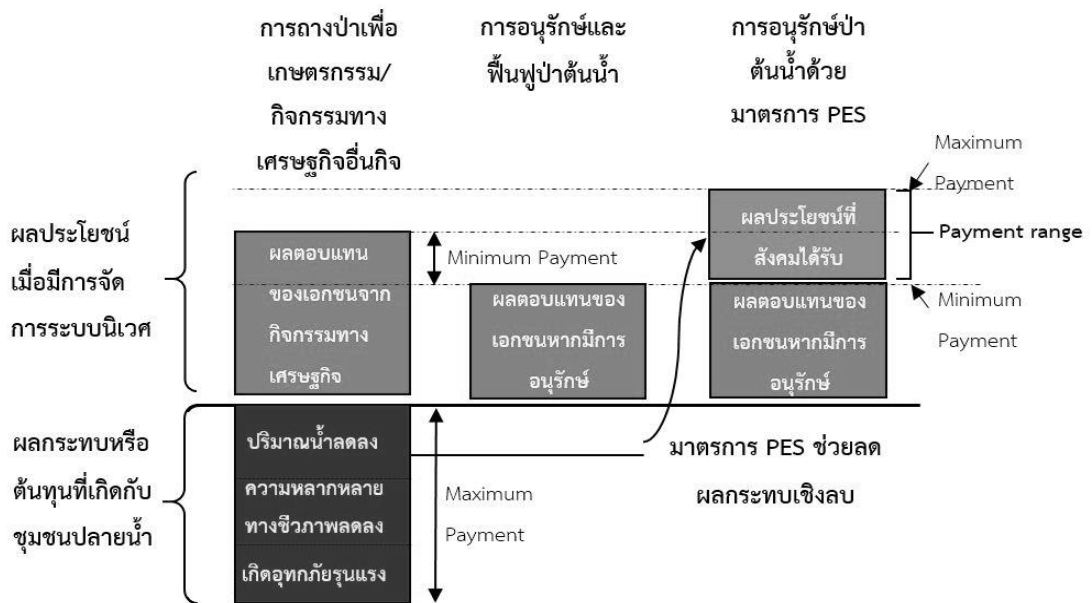 การถางป่าเพื่อ
เกษตรกรรม/
กิจกรรมทาง
เศรษฐกิจอื่นกิจ
การอนุรักษ์และ
ฟื้นฟูป่าต้นน้ำ
การอนุรักษ์ป่า
ต้นน้ำด้วย
มาตรการ PES
Maximum
Payment
Payment range
Minimum
Payment
ผลประโยชน์
เมื่อมีการจัด
การระบบนิเวศ
ผลตอบแทน
ของเอกชนจาก
กิจกรรมทาง
เศรษฐกิจ
Minimum Payment
ผลตอบแทนของ
เอกชนหากมีการ
อนุรักษ์
ผลประโยชน์ที่
สังคมได้รับ
ผลตอบแทนของ
เอกชนหากมีการ
อนุรักษ์
ผลกระทบหรือ
ต้นทุนที่เกิดกับ
ชุมชนปลายน้ำ
ปริมาณน้ำลดลง
ความหลากหลาย
ทางชีวภาพลดลง
เกิดอุทกภัยรุนแรง
Maximum
Payment
มาตรการ PES ช่วยลด
ผลกระทบเชิงลบ